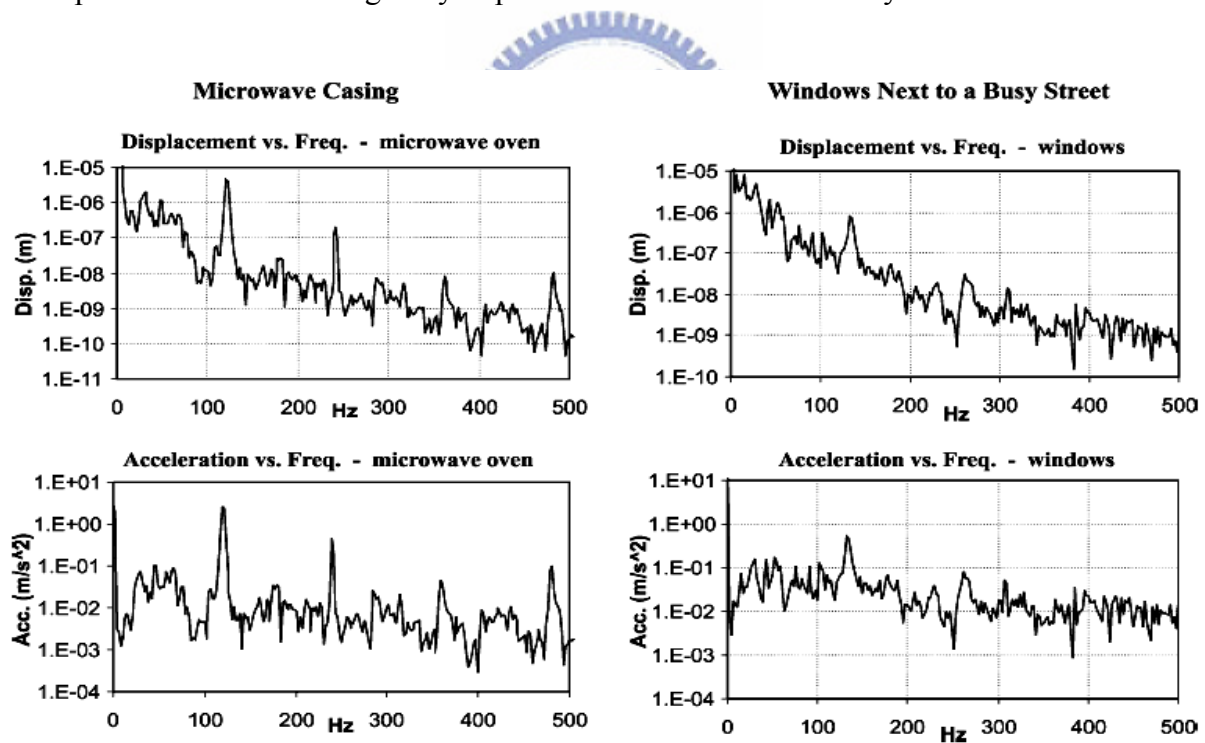 Microwave Casing
Displacement vs. Freq. - microwave oven
1.E-05
1.E-06
1.E-07
1.E-08
1.E-09
1.E-10
1.E-11
Disp. (m)
0 100 200 300 400 500
Hz
Acceleration vs. Freq. - microwave oven
1.E+01
1.E+00
1.E-01
1.E-02
1.E-03
1.E-04
Acc. (m/s^2)
0 100 200 300 400 500
Hz
Windows Next to a Busy Street
Displacement vs. Freq. - windows
1.E-05
1.E-06
1.E-07
1.E-08
1.E-09
1.E-10
Disp. (m)
0 100 200 300 400 500
Hz
Acceleration vs. Freq. - windows
1.E+01
1.E+00
1.E-01
1.E-02
1.E-03
1.E-04
Acc. (m/s^2)
0 100 200 300 400 500
Hz